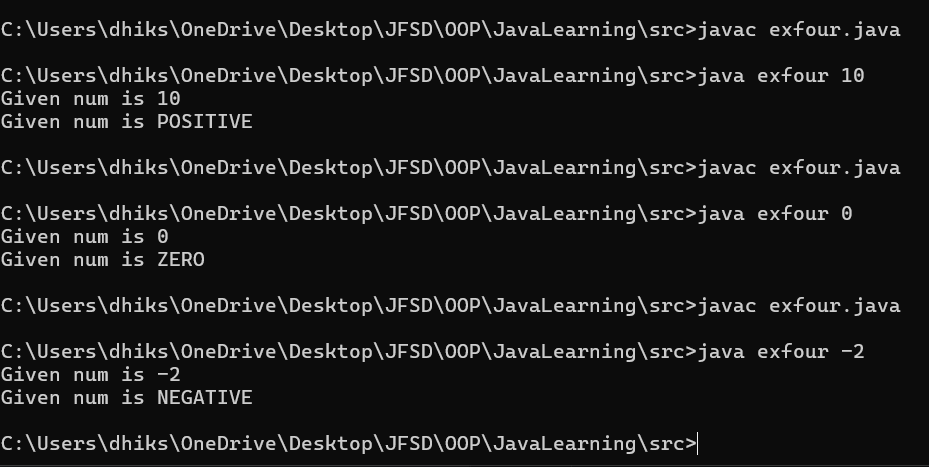 C:\Users\dhiks\OneDrive\Desktop\JFSD\OOP\JavaLearning\src>javac exfour.java
C:\Users\dhiks\OneDrive\Desktop\JFSD\OOP\JavaLearning\src>java exfour 10
Given num is 10
Given num is POSITIVE
C:\Users\dhiks\OneDrive\Desktop\JFSD\OOP\JavaLearning\src>javac exfour.java
C:\Users\dhiks\OneDrive\Desktop\JFSD\OOP\JavaLearning\src>java exfour 0
Given num is 0
Given num is ZERO
C:\Users\dhiks\OneDrive\Desktop\JFSD\OOP\JavaLearning\src>javac exfour.java
C:\Users\dhiks\OneDrive\Desktop\JFSD\OOP\JavaLearning\src>java exfour -2
Given num is -2
Given num is NEGATIVE
C:\Users\dhiks\OneDrive\Desktop\JFSD\OOP\JavaLearning\src>